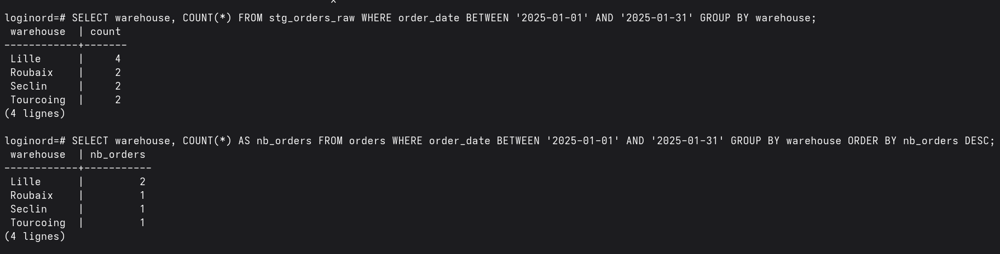 ^
loginord=# SELECT warehouse, COUNT(*) FROM stg_orders_raw WHERE order_date BETWEEN '2025-01-01' AND '2025-01-31' GROUP BY warehouse;
 warehouse  | count
------------+-------
 Lille      |     4
 Roubaix    |     2
 Seclin     |     2
 Tourcoing  |     2
(4 lignes)

loginord=# SELECT warehouse, COUNT(*) AS nb_orders FROM orders WHERE order_date BETWEEN '2025-01-01' AND '2025-01-31' GROUP BY warehouse ORDER BY nb_orders DESC;
 warehouse  | nb_orders
------------+-----------
 Lille      |         2
 Roubaix    |         1
 Seclin     |         1
 Tourcoing  |         1
(4 lignes)